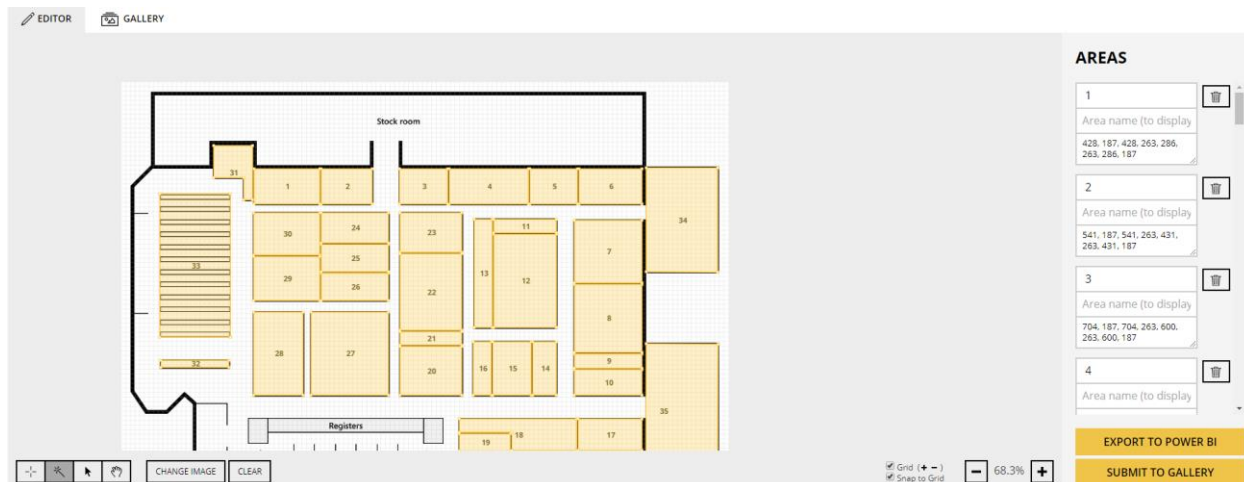 EDITOR
GALLERY
AREAS
1
Area name (to display
428, 187, 428, 263, 286,
263, 286, 187
2
Area name (to display
541, 187, 541, 263, 431,
263, 431, 187
3
Area name (to display
704, 187, 704, 263, 600,
263, 600, 187
4
Area name (to display
EXPORT TO POWER BI
SUBMIT TO GALLERY
Stock room
31
1
2
3
4
5
6
34
30
24
23
11
7
25
33
29
13
12
26
22
8
21
28
27
9
32
20
16
15
14
10
35
Registers
18
17
19
CHANGE IMAGE
CLEAR
Grid (+ −)
Snap to Grid
68.3%